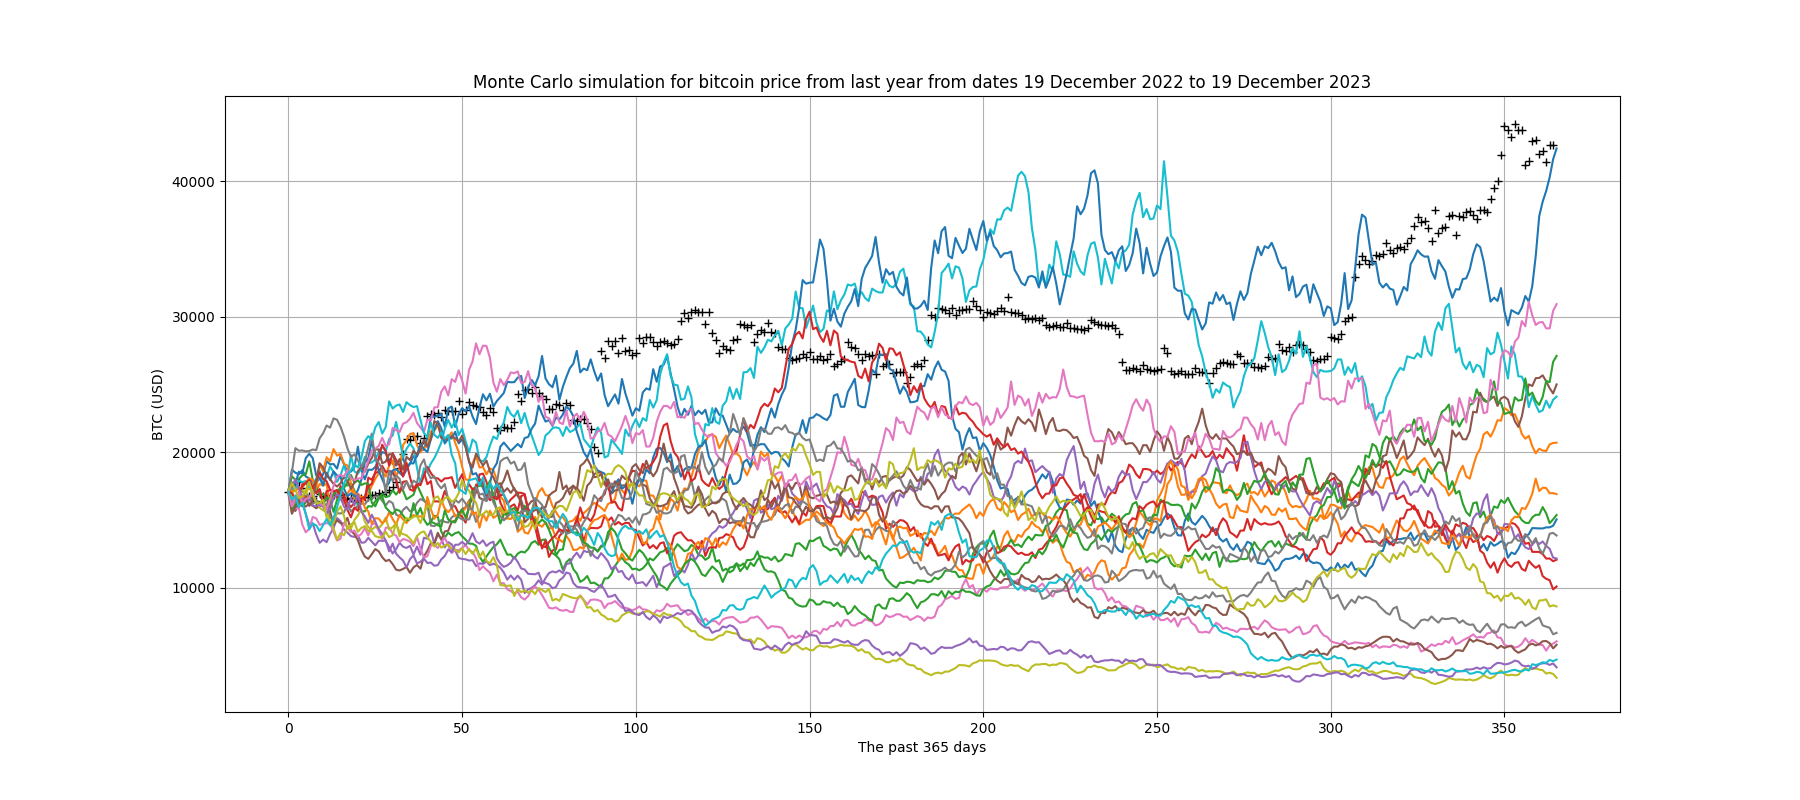 Monte Carlo simulation for bitcoin price from last year from dates 19 December 2022 to 19 December 2023
40000
30000
20000
10000
BTC (USD)
0 50 100 150 200 250 300 350
The past 365 days